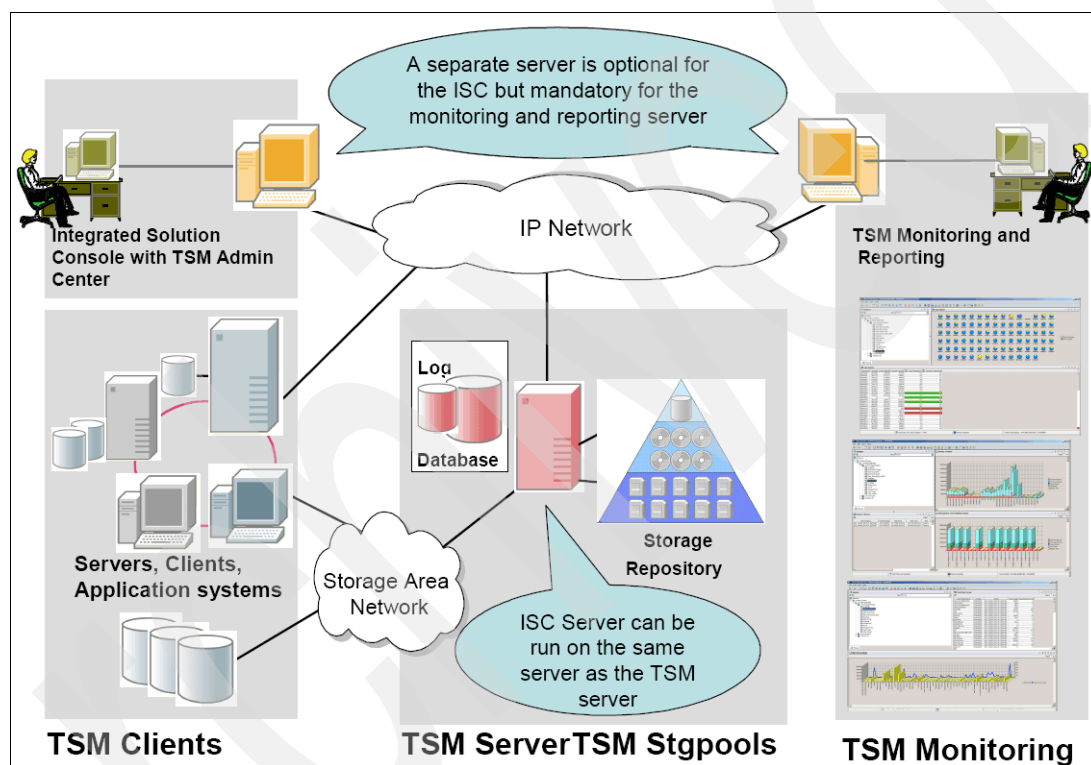 A separate server is optional for
the ISC but mandatory for the
monitoring and reporting server
IP Network
Integrated Solution
Console with TSM Admin
Center
TSM Monitoring and
Reporting
Log
Database
Servers, Clients,
Application systems
Storage Area
Network
Storage
Repository
ISC Server can be
run on the same
server as the TSM
server
TSM Clients
TSM ServerTSM Stgpools
TSM Monitoring